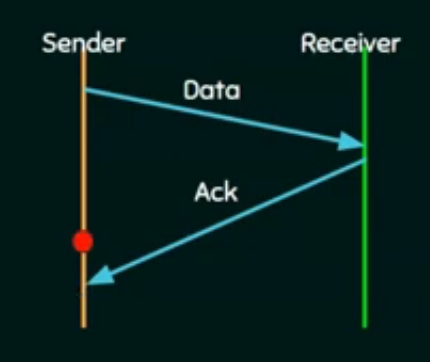 Sender
Receiver
Data
Ack